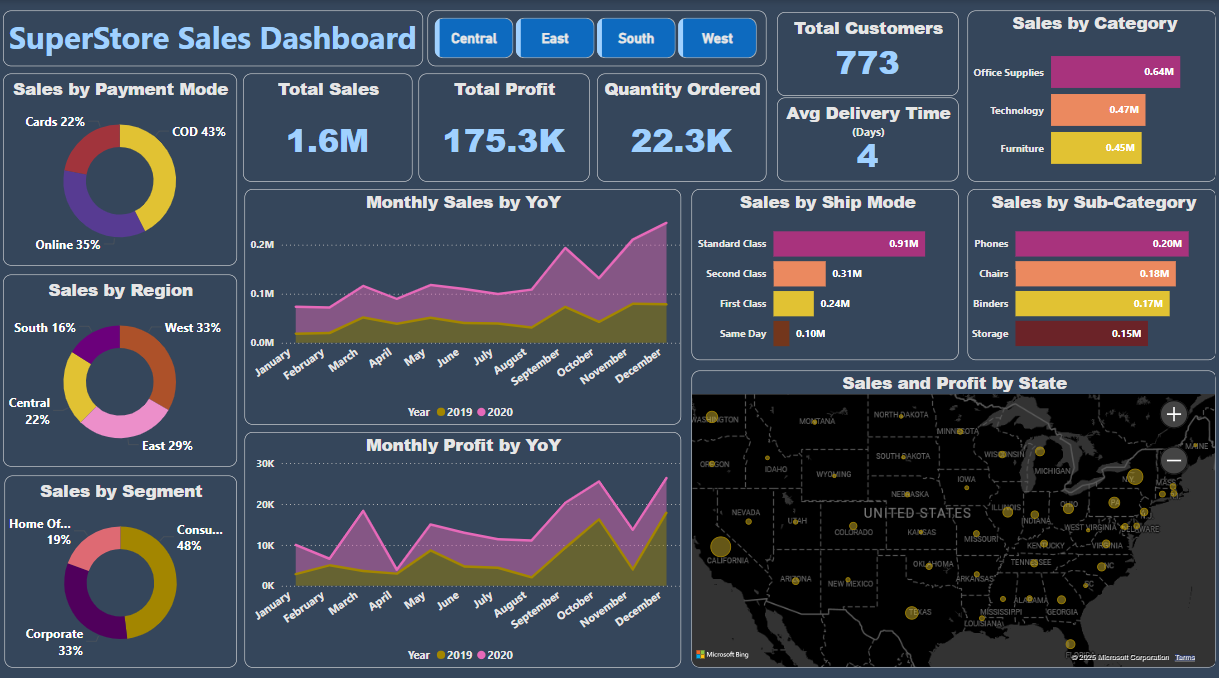 SuperStore Sales Dashboard
Central
East
South
West
Total Customers
773
Sales by Category
Office Supplies
0.64M
Technology
0.47M
Furniture
0.45M
Sales by Payment Mode
Cards 22%
COD 43%
Online 35%
Total Sales
1.6M
Total Profit
175.3K
Quantity Ordered
22.3K
Avg Delivery Time
(Days)
4
Monthly Sales by YoY
0.2M
0.1M
0.0M
January
February
March
April
May
June
July
August
September
October
November
December
Year
2019
2020
Sales by Ship Mode
Standard Class
0.91M
Second Class
0.31M
First Class
0.24M
Same Day
0.10M
Sales by Sub-Category
Phones
0.20M
Chairs
0.18M
Binders
0.17M
Storage
0.15M
Sales by Region
South 16%
West 33%
Central
22%
East 29%
Monthly Profit by YoY
30K
20K
10K
0K
January
February
March
April
May
June
July
August
September
October
November
December
Year
2019
2020
Sales by Segment
Home Of...
19%
Consu...
48%
Corporate
33%
Sales and Profit by State
WASHINGTON
MONTANA
NORTH DAKOTA
MINNESOTA
MAINE
OREGON
IDAHO
SOUTH DAKOTA
WISCONSIN
MICHIGAN
WYOMING
IOWA
NY
MASS
NEBRASKA
NEVADA
UTAH
UNITED STATES
ILLINOIS
INDIANA
OHIO
PA
COLORADO
KANSAS
MISSOURI
WEST VIRGINIA
DELAWARE
KENTUCKY
VIRGINIA
CALIFORNIA
ARIZONA
NEW MEXICO
OKLAHOMA
ARKANSAS
TENNESSEE
NC
SC
TEXAS
MISSISSIPPI
ALABAMA
GEORGIA
LOUISIANA
Microsoft Bing
© 2025 Microsoft Corporation
Terms